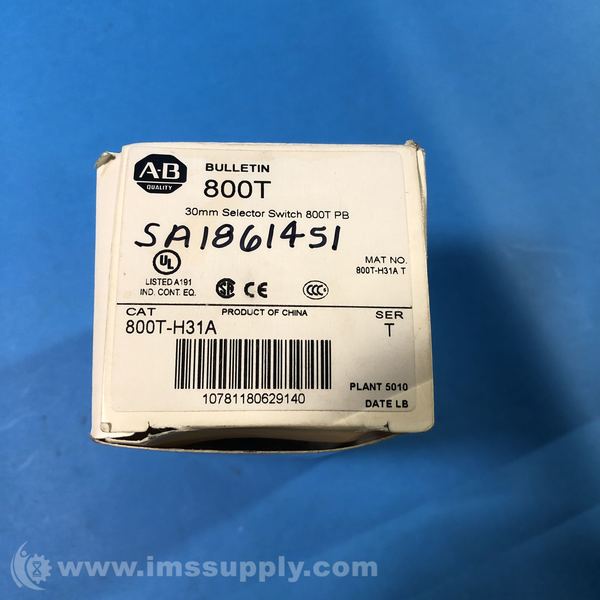 A-B
QUALITY
BULLETIN
800T
30mm Selector Switch 800T PB
SA1861451
MAT NO.
800T-H31A T
UL
LISTED A191
IND. CONT. EQ.
SA CE CCC
CAT
PRODUCT OF CHINA
SER
800T-H31A
T
10781180629140
PLANT 5010
DATE LB
© www.imssupply.com